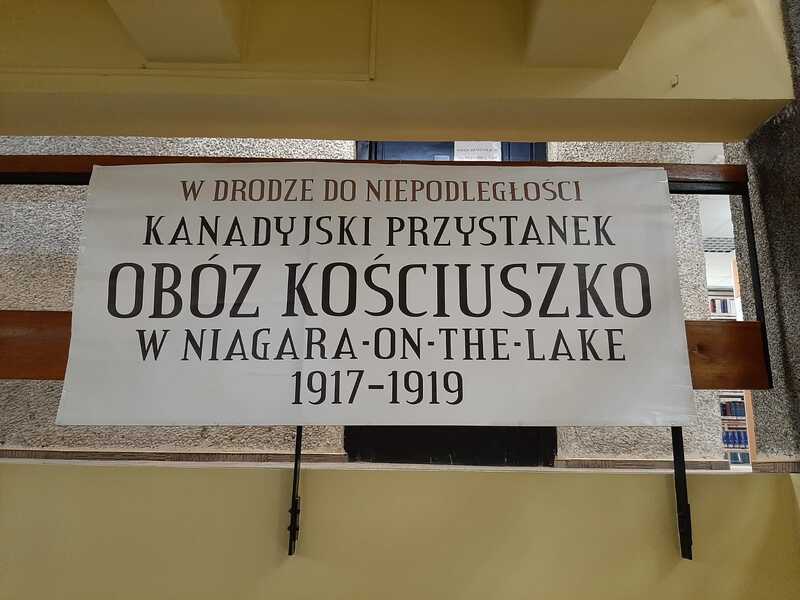 W DRODZE DO NIEPODLEGŁOŚCI
KANADYJSKI PRZYSTANEK
OBÓZ KOŚCIUSZKO
W NIAGARA-ON-THE-LAKE
1917–1919